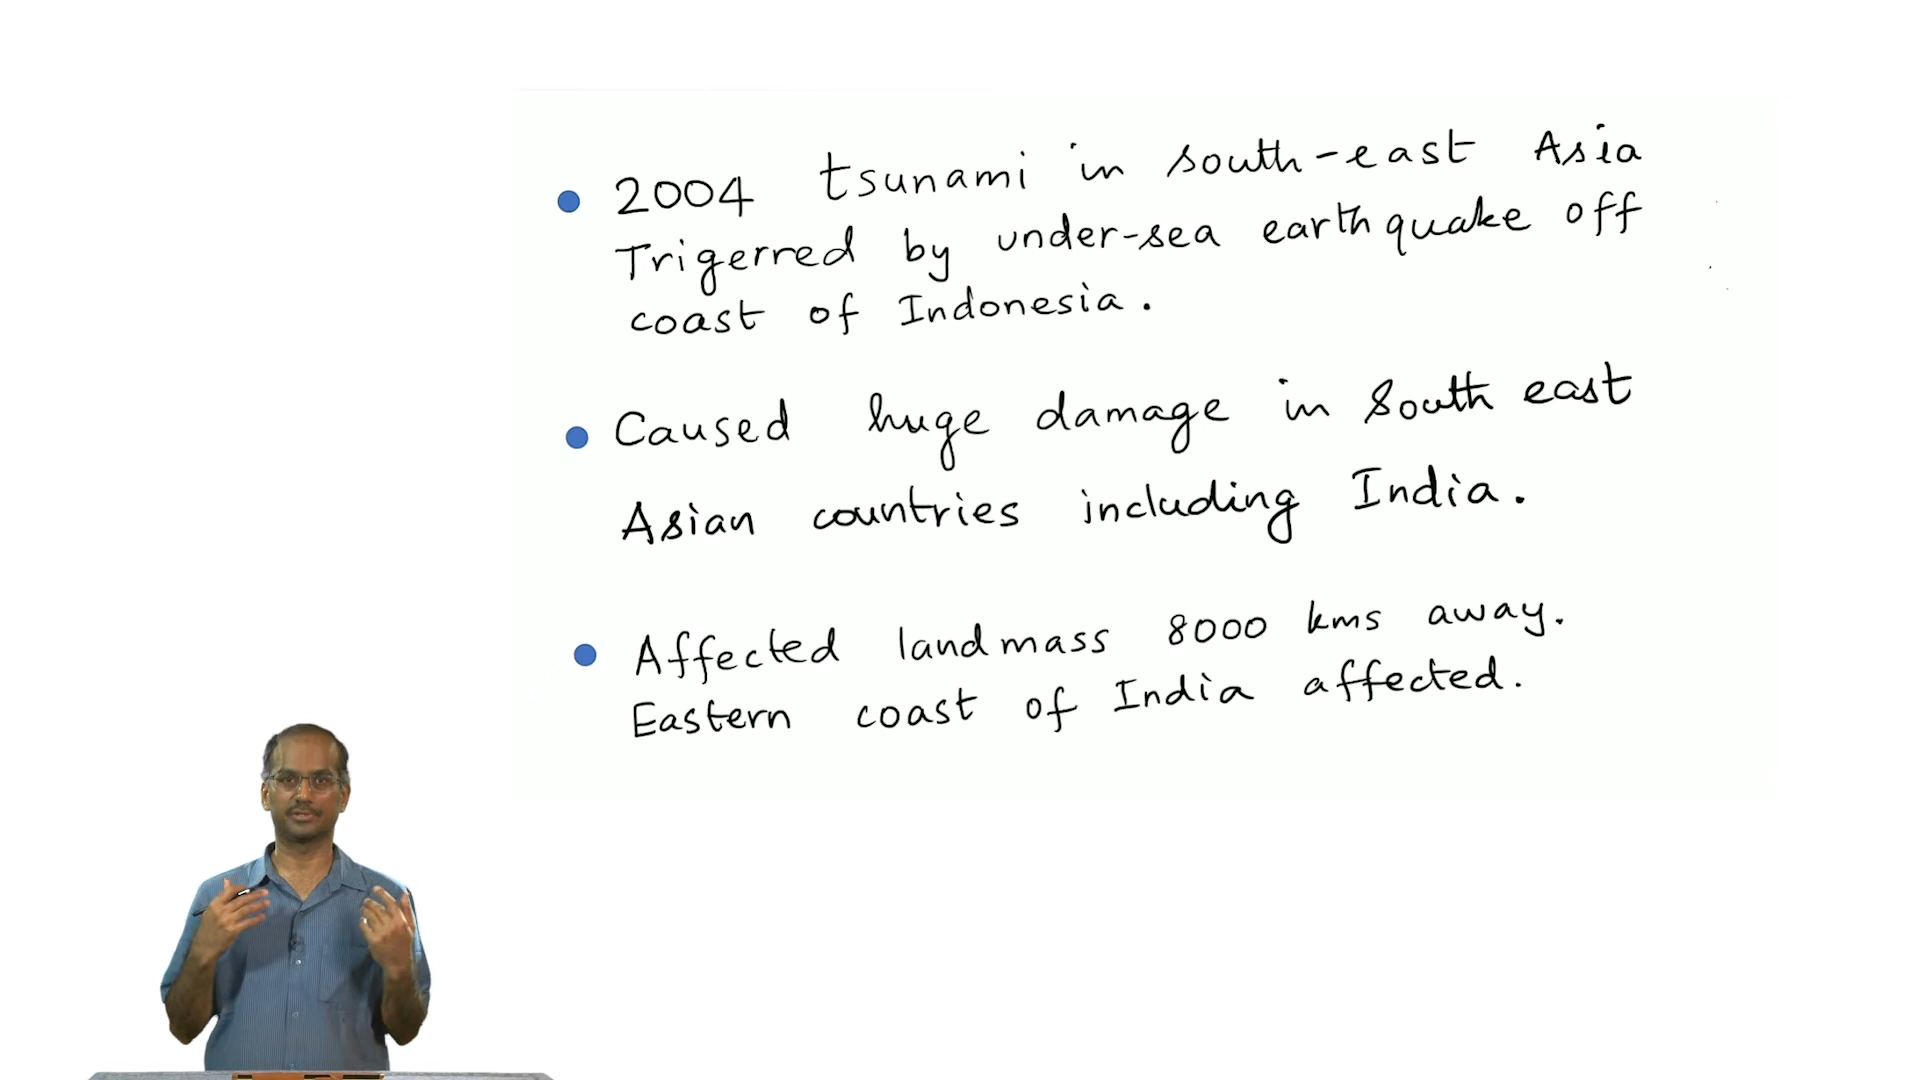 2004 tsunami in south-east Asia
Trigerred by under-sea earthquake off
coast of Indonesia.
Caused huge damage in South east
Asian countries including India.
Affected landmass 8000 kms away.
Eastern coast of India affected.